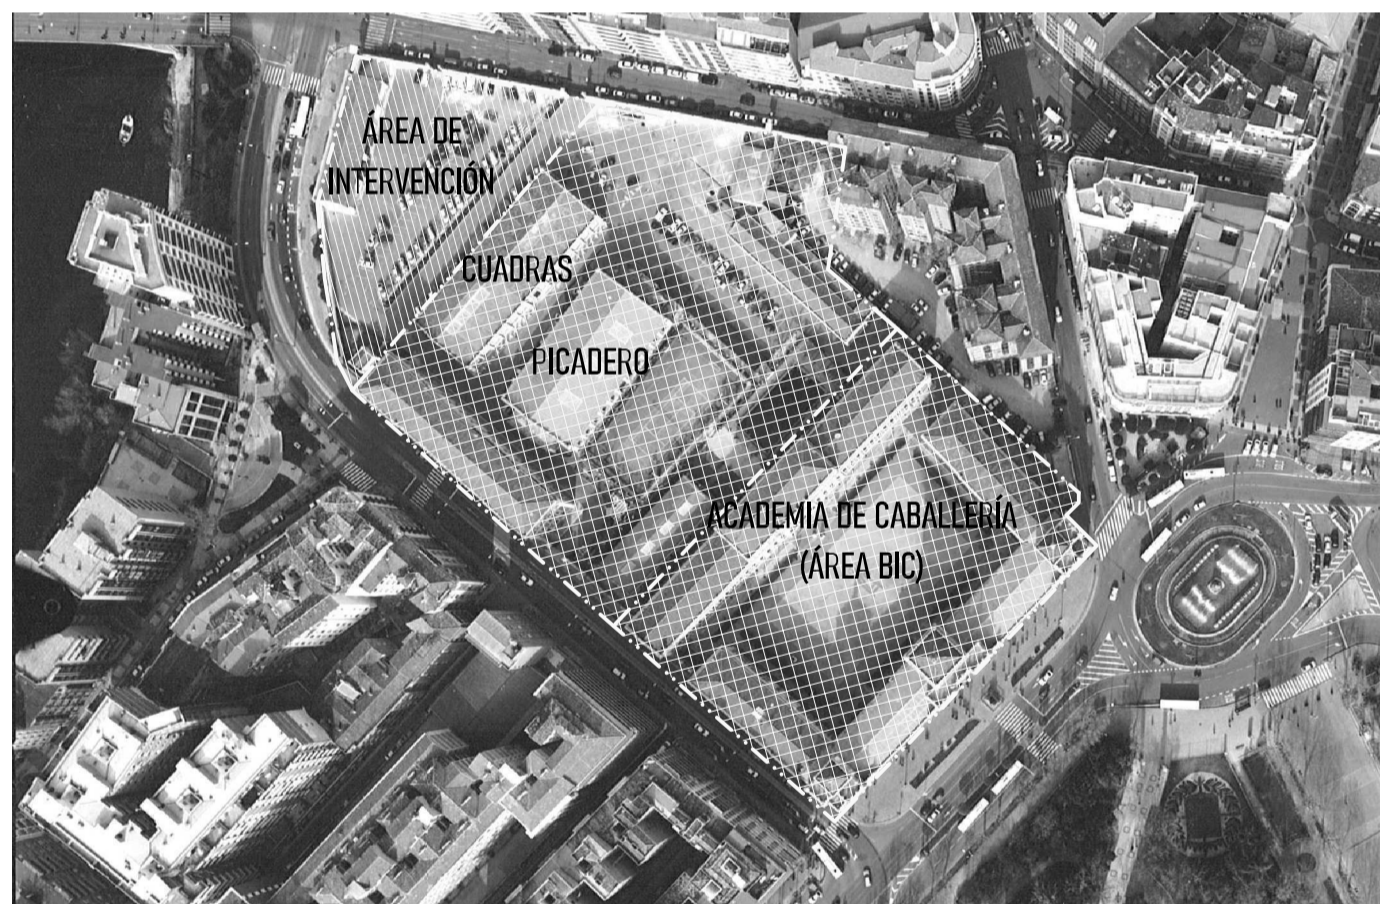 ÁREA DE
INTERVENCIÓN
CUADRAS
PICADERO
ACADEMIA DE CABALLERÍA
(ÁREA BIC)